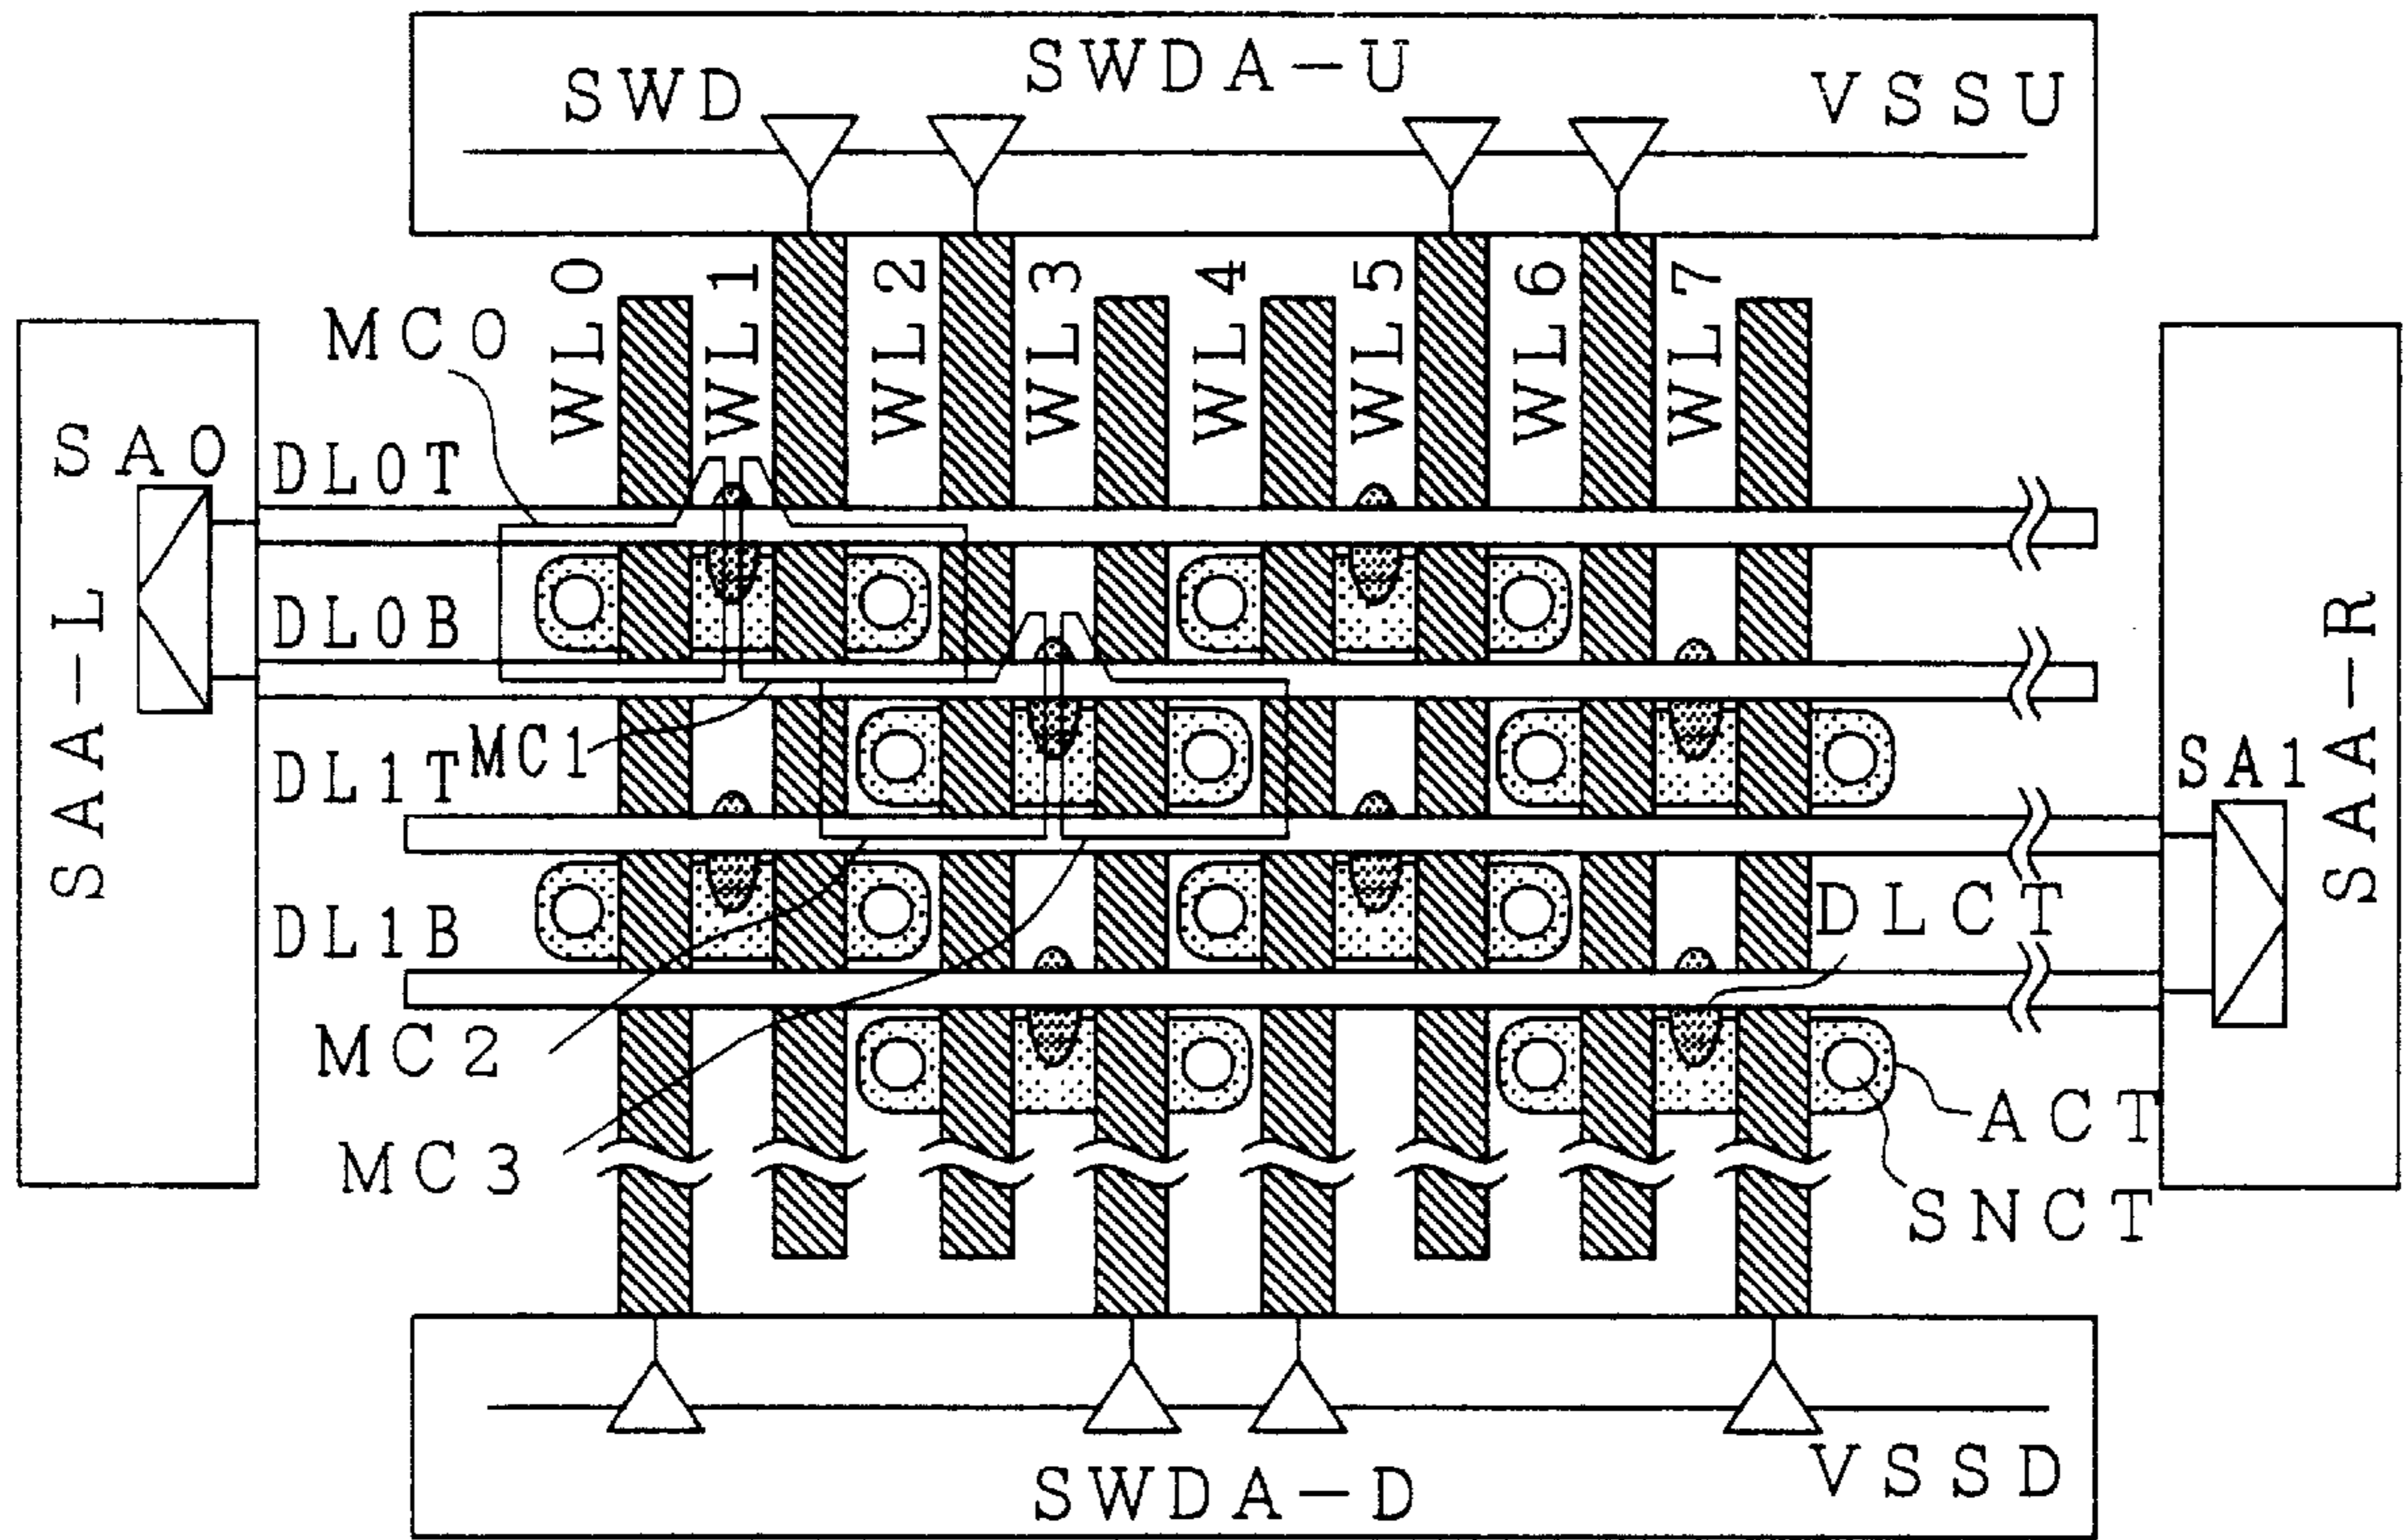 SWDA-U
SWD
VSSU
WL0
WL1
WL2
WL3
WL4
WL5
WL6
WL7
MC0
SA0
DL0T
DL0B
SAA-L
SAA-R
MC1
DL1T
SA1
DL1B
DLCT
MC2
MC3
ACT
SNCT
VSSD
SWDA-D